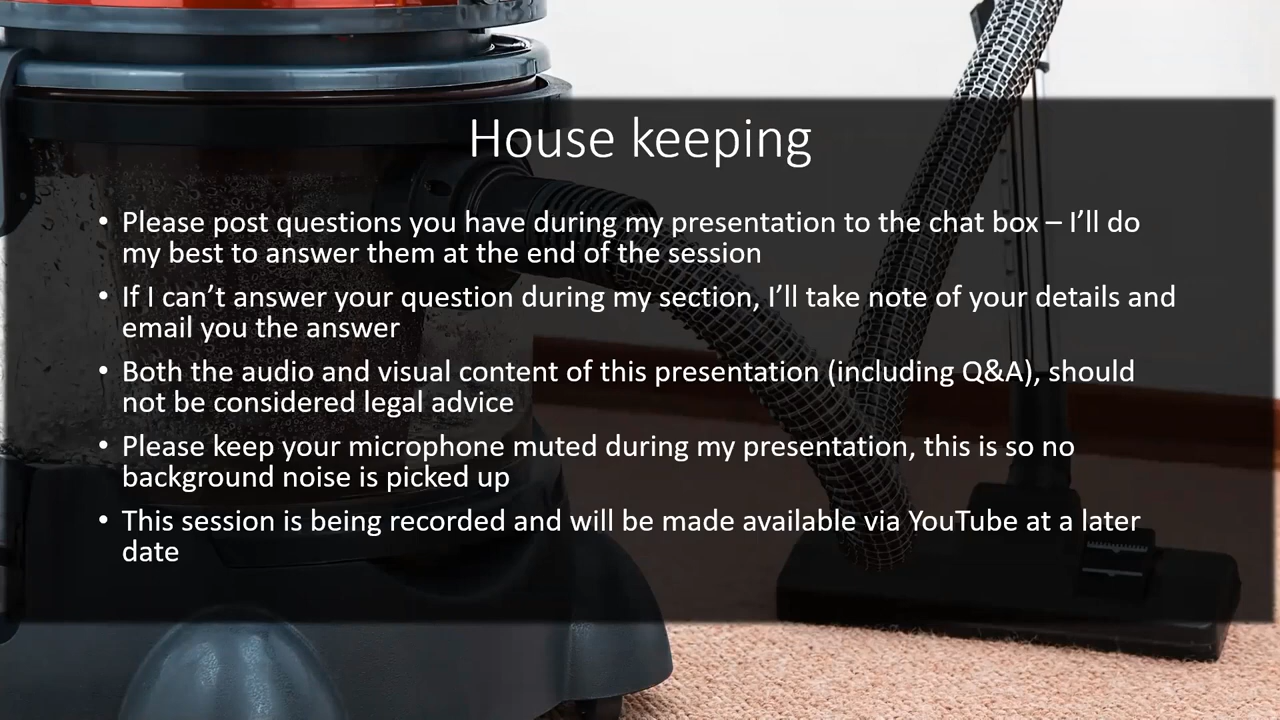 House keeping
• Please post questions you have during my presentation to the chat box – I’ll do
my best to answer them at the end of the session
• If I can’t answer your question during my section, I’ll take note of your details and
email you the answer
• Both the audio and visual content of this presentation (including Q&A), should
not be considered legal advice
• Please keep your microphone muted during my presentation, this is so no
background noise is picked up
• This session is being recorded and will be made available via YouTube at a later
date